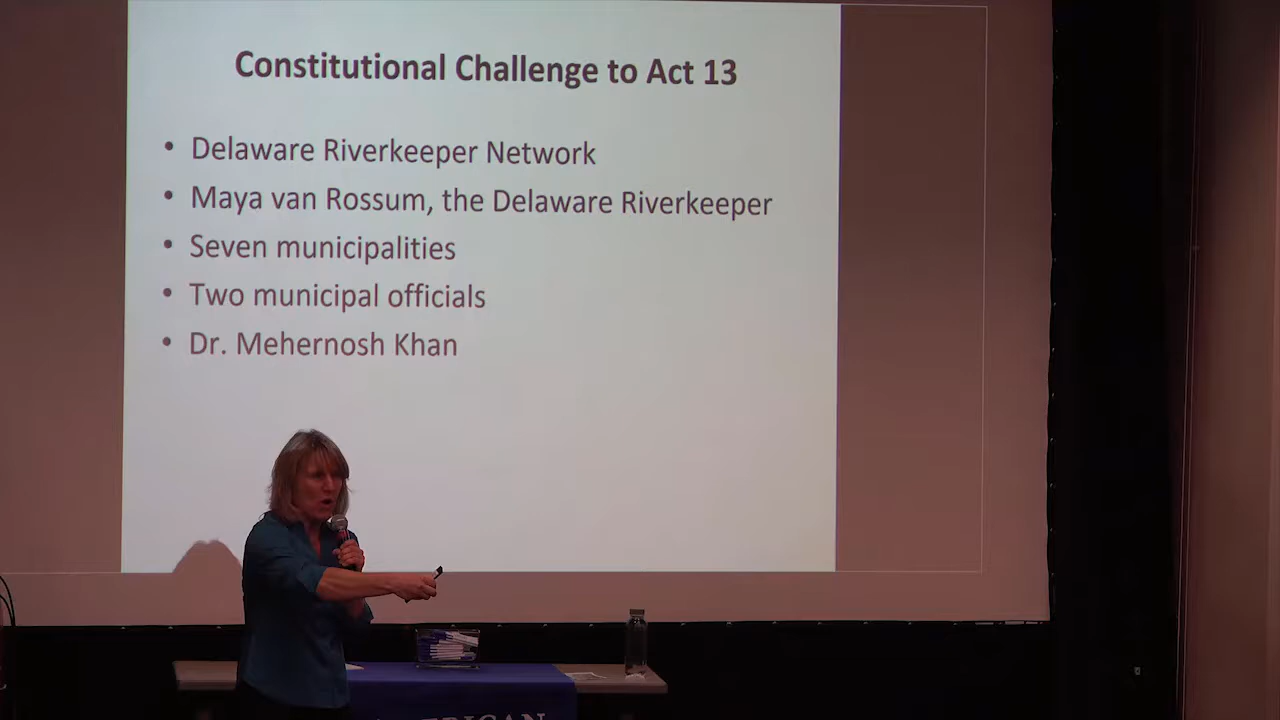 Constitutional Challenge to Act 13
• Delaware Riverkeeper Network
• Maya van Rossum, the Delaware Riverkeeper
• Seven municipalities
• Two municipal officials
• Dr. Mehernosh Khan